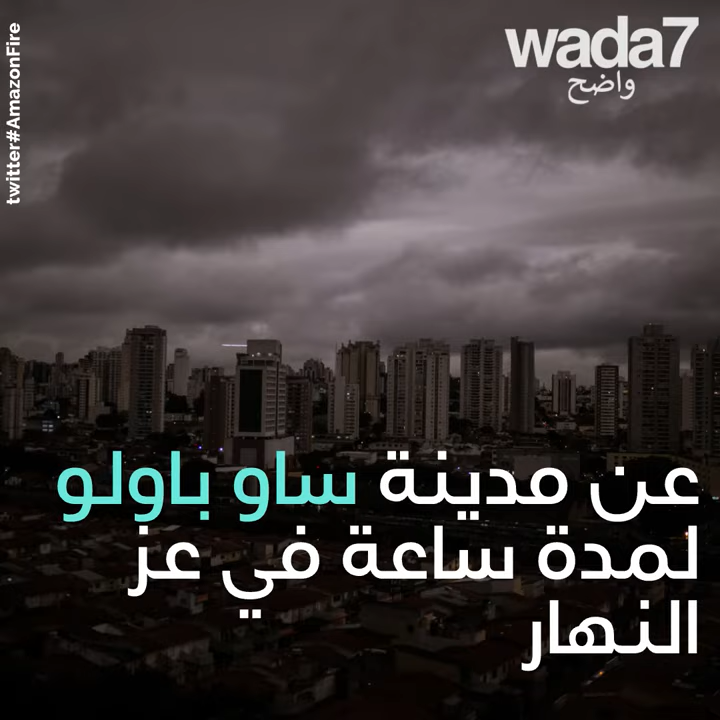 wada7
واضح
twitter#AmazonFire
عن مدينة ساو باولو
لمدة ساعة في عز
النهار